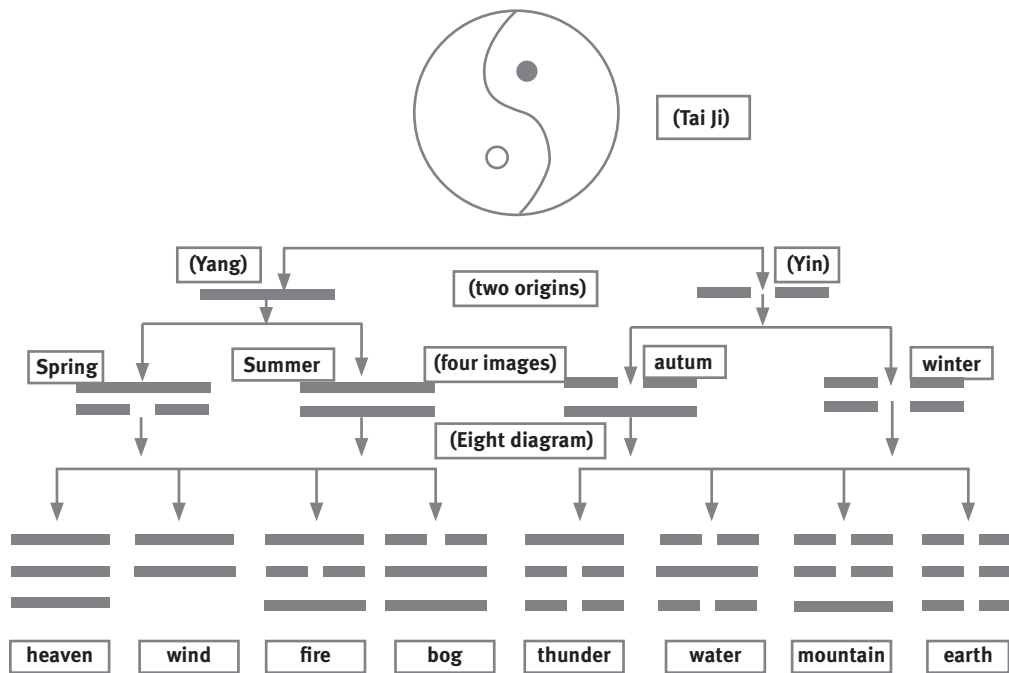 (Tai Ji)
(Yang)
(Yin)
(two origins)
Spring
Summer
(four images)
autum
winter
(Eight diagram)
heaven
wind
fire
bog
thunder
water
mountain
earth